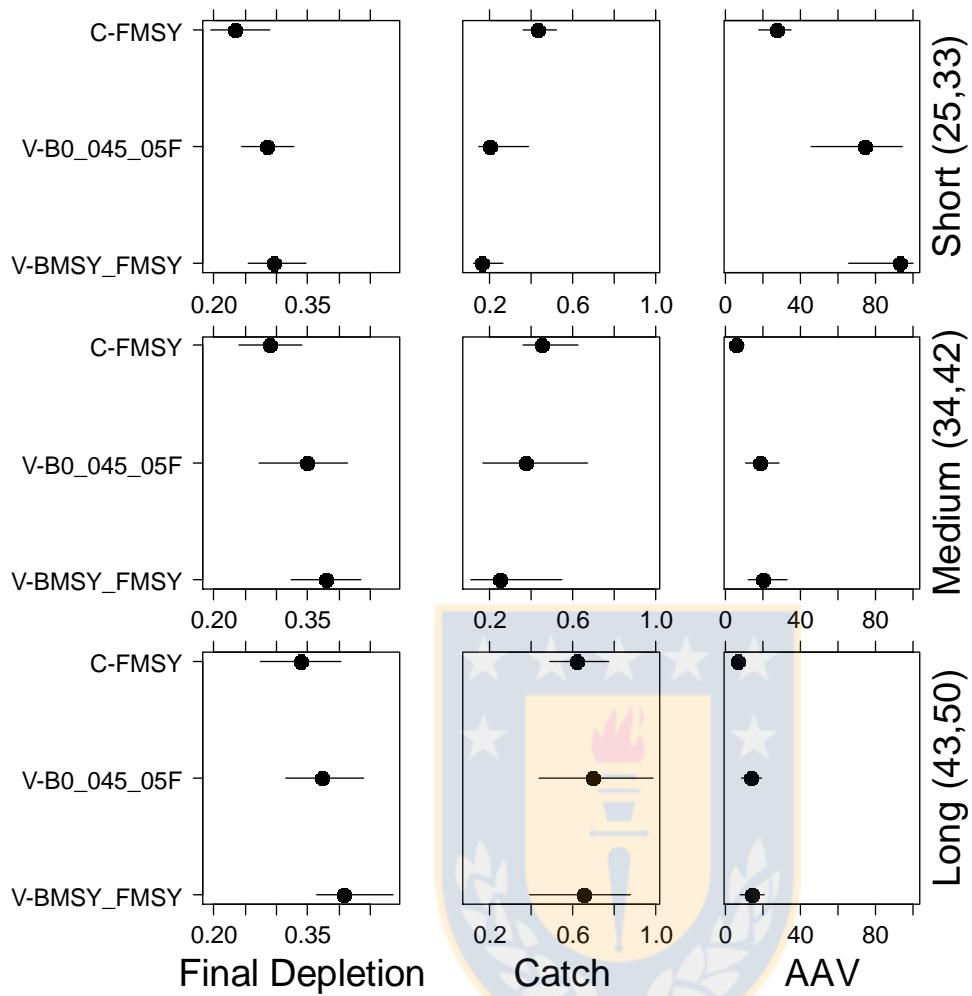 C-FMSY
V-B0_045_05F
V-BMSY_FMSY
0.20 0.35
0.2 0.6 1.0
0 40 80
Short (25,33)
C-FMSY
V-B0_045_05F
V-BMSY_FMSY
0.20 0.35
0.2 0.6 1.0
0 40 80
Medium (34,42)
C-FMSY
V-B0_045_05F
V-BMSY_FMSY
0.20 0.35
0.2 0.6 1.0
0 40 80
Long (43,50)
Final Depletion
Catch
AAV